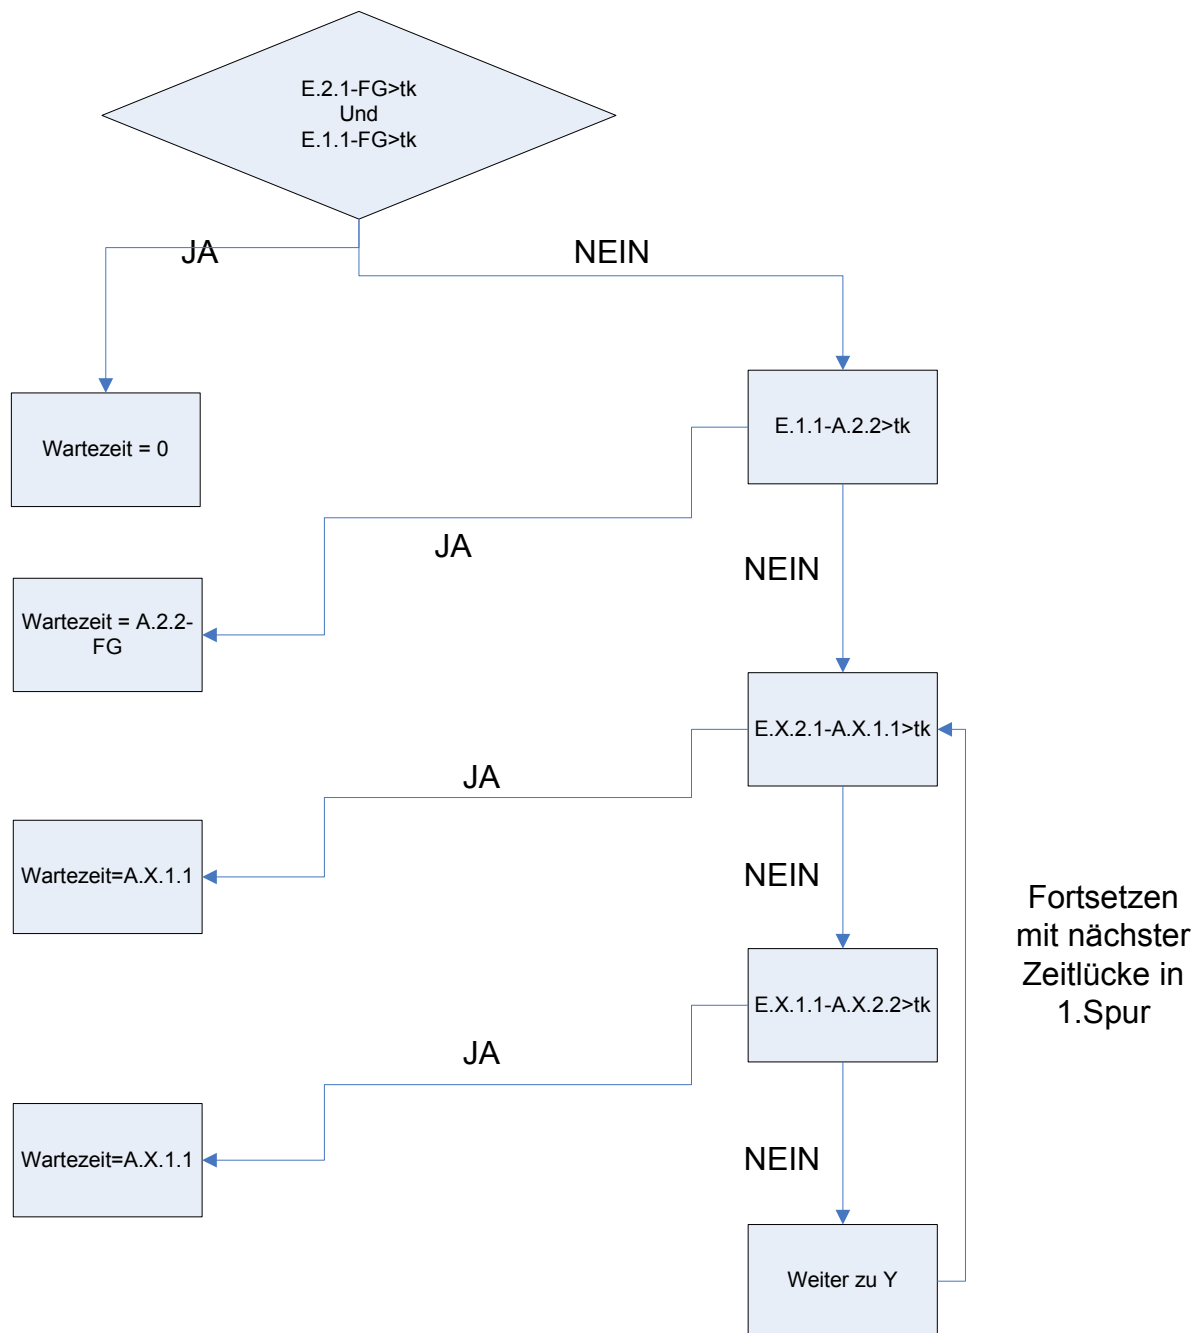 E.2.1-FG>tk
Und
E.1.1-FG>tk
JA
NEIN
Wartezeit = 0
E.1.1-A.2.2>tk
JA
NEIN
Wartezeit = A.2.2-
FG
E.X.2.1-A.X.1.1>tk
JA
NEIN
Wartezeit=A.X.1.1
Fortsetzen
mit nächster
Zeitlücke in
1.Spur
E.X.1.1-A.X.2.2>tk
JA
NEIN
Wartezeit=A.X.1.1
Weiter zu Y